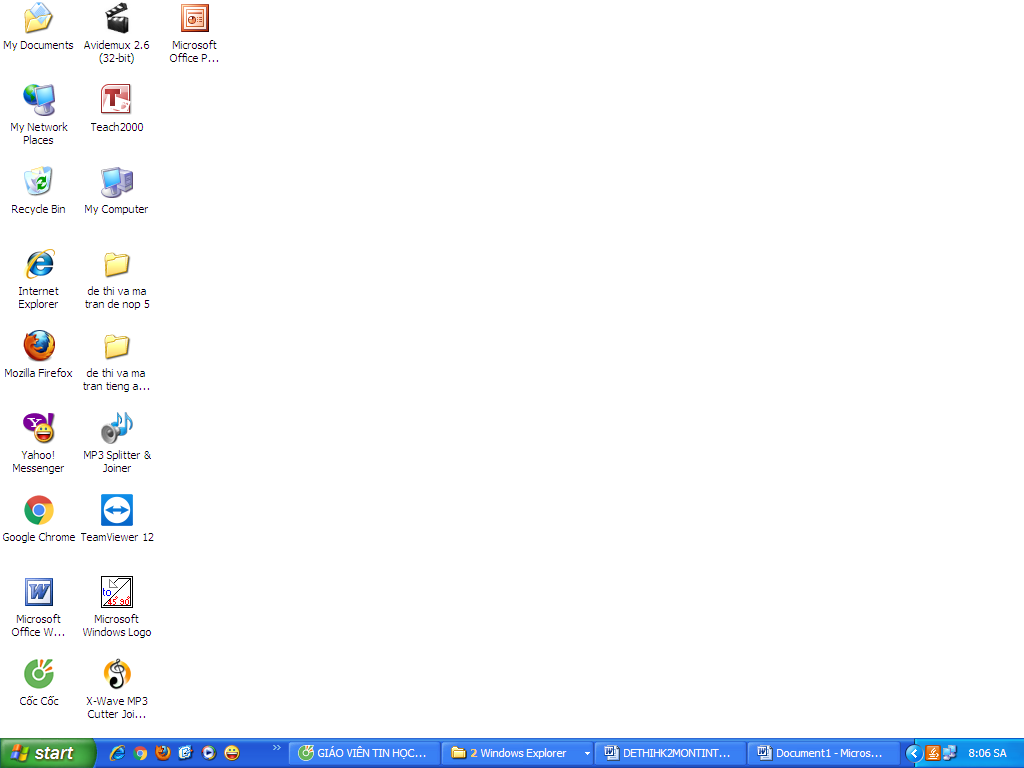 My Documents
Avidemux 2.6
(32-bit)
Microsoft
Office P...
My Network
Places
Teach2000
Recycle Bin
My Computer
Internet
Explorer
de thi va ma
tran de nop 5
Mozilla Firefox
de thi va ma
tran tieng a...
Yahoo!
Messenger
MP3 Splitter &
Joiner
Google Chrome
TeamViewer 12
Microsoft
Office W...
Microsoft
Windows Logo
Cốc Cốc
X-Wave MP3
Cutter Joi...
start
GIÁO VIÊN TIN HỌC...
2 Windows Explorer
DETHIHK2MONTINT...
Document1 - Micros...
8:06 SA